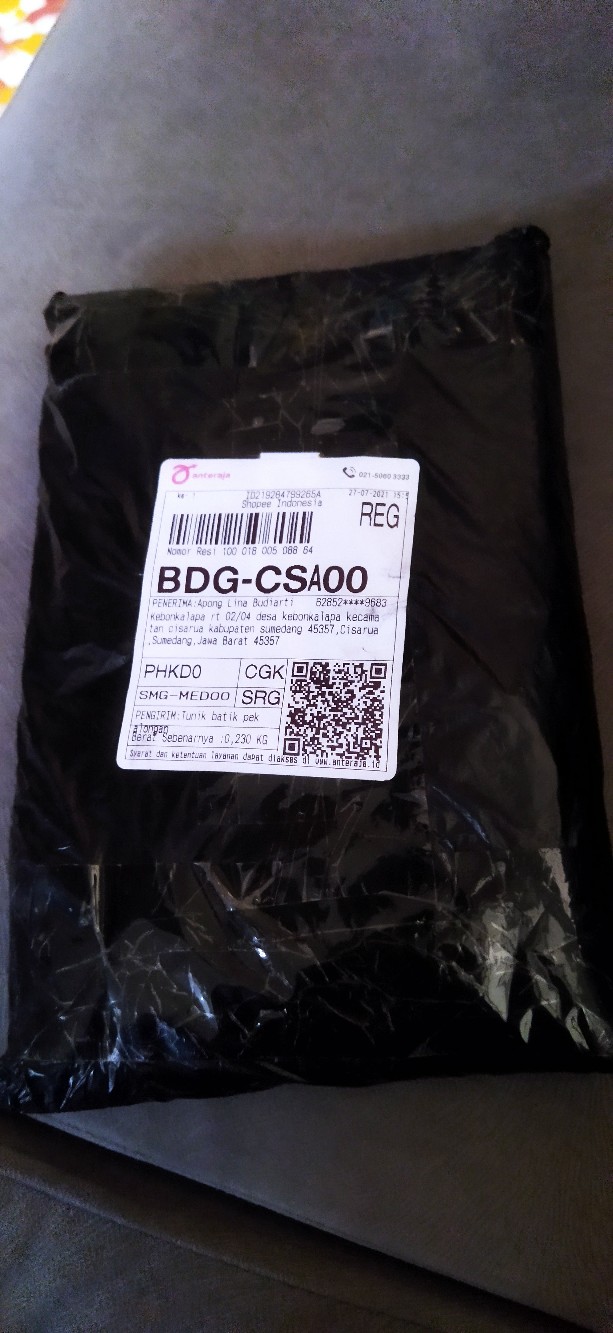 anteraja
021-5060 3333
27-07-2021
Shopee Indonesia
REG
Nomor Resi 100 018 005 088 64
BDG-CSA00
PENERIMA:Apong Lina Budiarti 62852****9683
Kebonkalapa rt 02/04 desa kebonkalapa kecama
tan cisarua kabupaten sumedang 45357,Cisarua
,Sumedang,Jawa Barat 45357
PHKD0 CGK
SMG-MED00 SRG
PENGIRIM:Tunik batik pek
alongan
Berat Sebenarnya :0,230 KG
Syarat dan ketentuan layanan dapat diakses di www.anteraja.id